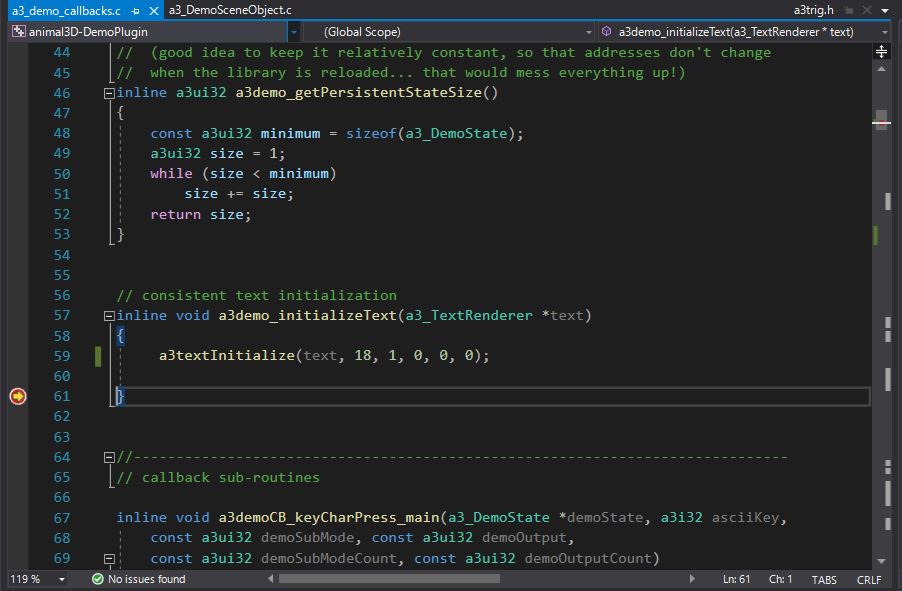 a3_demo_callbacks.c a3_DemoSceneObject.c a3trig.h
animal3D-DemoPlugin (Global Scope) a3demo_initializeText(a3_TextRenderer * text)
44 // (good idea to keep it relatively constant, so that addresses don't change
45 // when the library is reloaded... that would mess everything up!)
46 inline a3ui32 a3demo_getPersistentStateSize()
47 {
48 const a3ui32 minimum = sizeof(a3_DemoState);
49 a3ui32 size = 1;
50 while (size < minimum)
51 size += size;
52 return size;
53 }
54
55
56 // consistent text initialization
57 inline void a3demo_initializeText(a3_TextRenderer *text)
58 {
59 a3textInitialize(text, 18, 1, 0, 0, 0);
60
61 }
62
63
64 //-----------------------------------------------------------------------------
65 // callback sub-routines
66
67 inline void a3demoCB_keyCharPress_main(a3_DemoState *demoState, a3i32 asciiKey,
68 const a3ui32 demoSubMode, const a3ui32 demoOutput,
69 const a3ui32 demoSubModeCount, const a3ui32 demoOutputCount)
119 % No issues found Ln: 61 Ch: 1 TABS CRLF